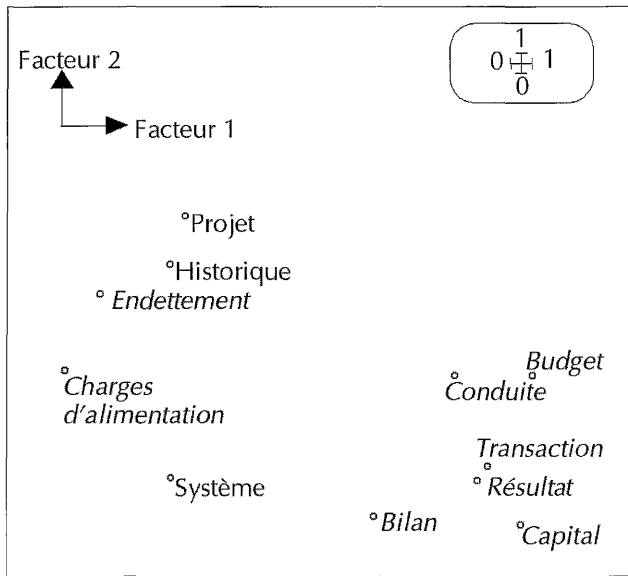 1
Facteur 2
0 1
0
Facteur 1
Projet
Historique
Endettement
Budget
Charges
d'alimentation
Conduite
Transaction
Système
Résultat
Bilan
Capital